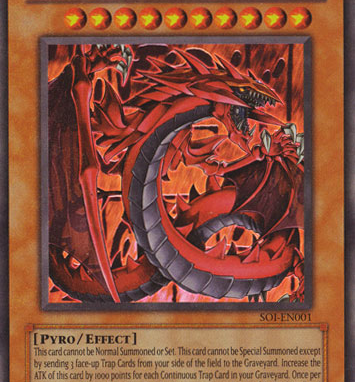 SOI-EN001
[PYRO/EFFECT]
This card cannot be Normal Summoned or Set. This card cannot be Special Summoned except
by sending 3 face-up Trap Cards from your side of the field to the Graveyard. Increase the
ATK of this card by 1000 points for each Continuous Trap Card in your Graveyard. Once per